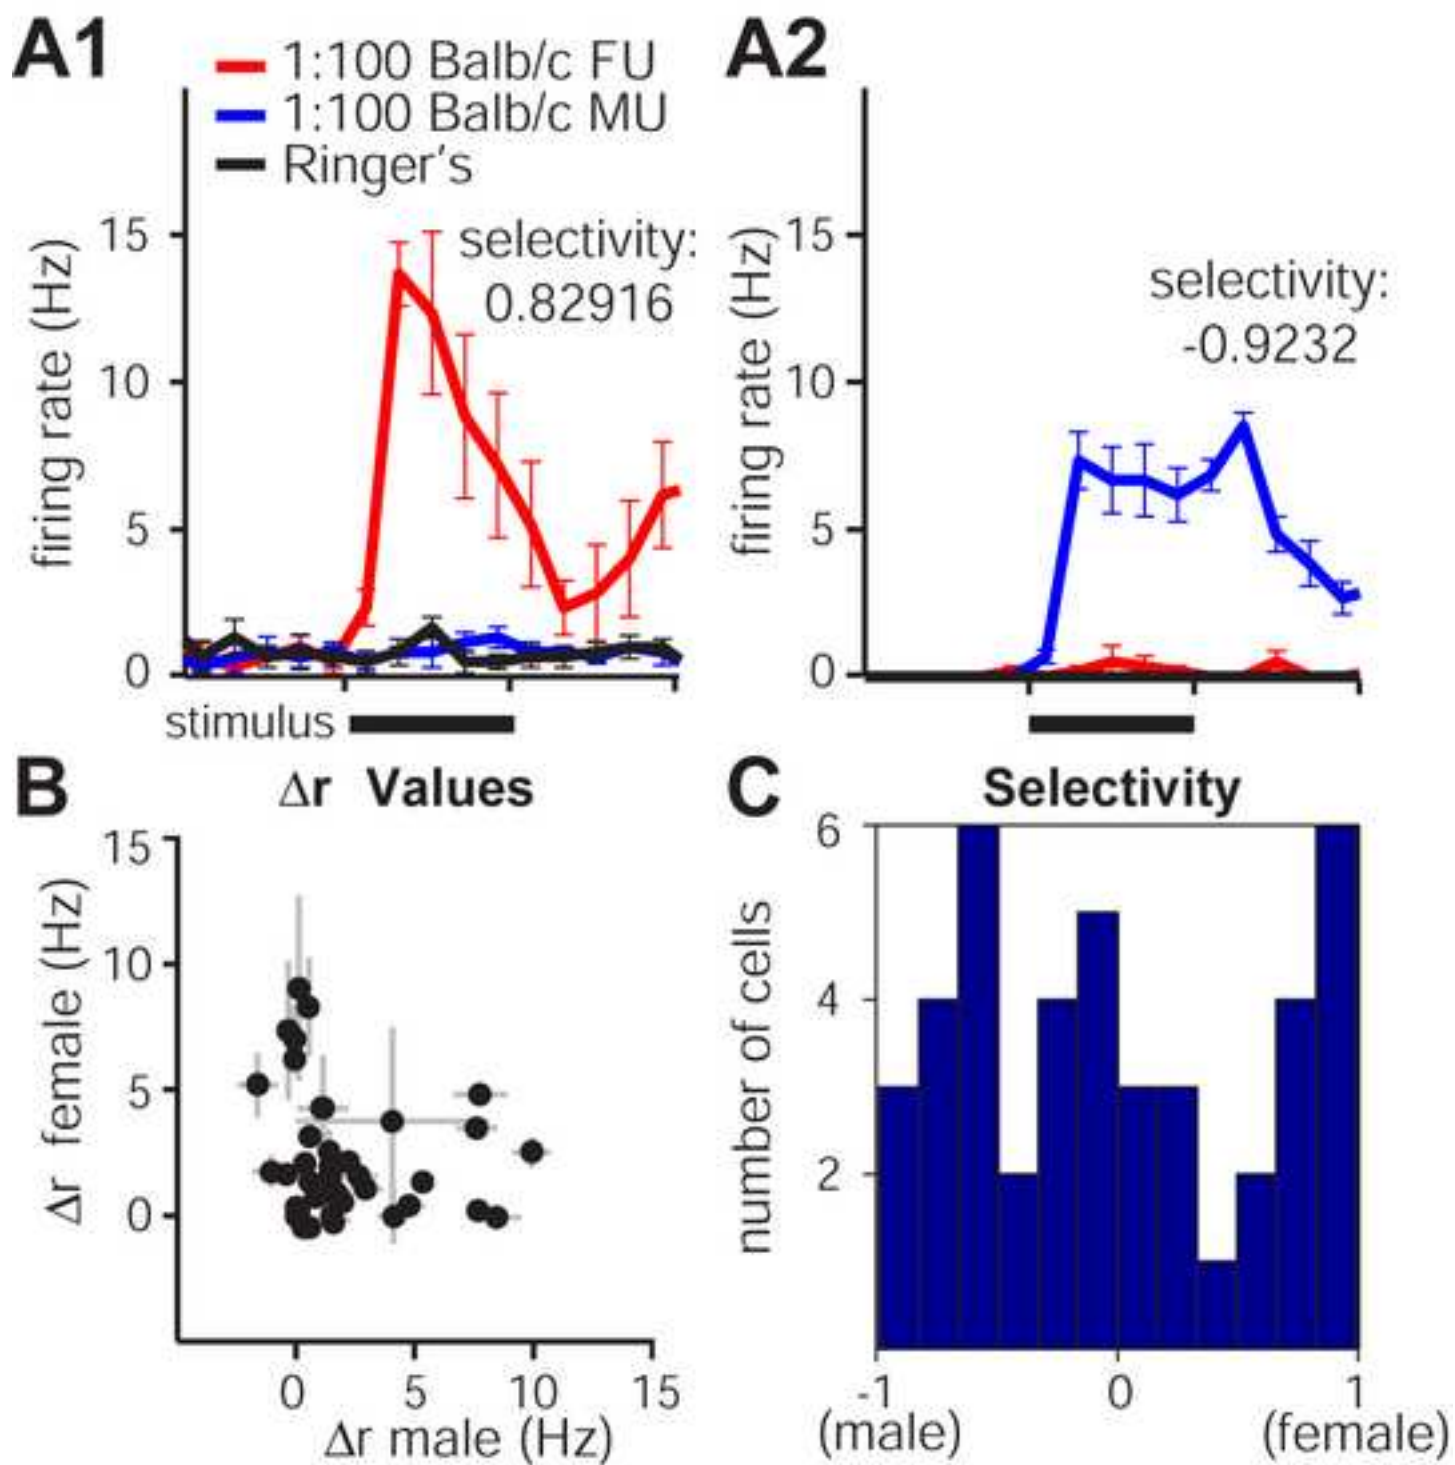 A1
1:100 Balb/c FU
1:100 Balb/c MU
Ringer's
selectivity:
0.82916
firing rate (Hz)
15
10
5
0
stimulus
A2
selectivity:
-0.9232
firing rate (Hz)
15
10
5
0
B
Δr Values
Δr female (Hz)
15
10
5
0
0 5 10 15
Δr male (Hz)
C
Selectivity
number of cells
6
4
2
-1 0 1
(male) (female)